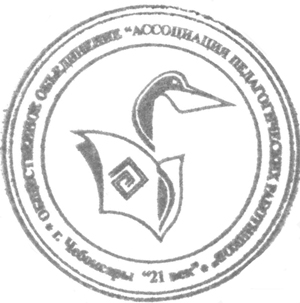 ОБЩЕСТВЕННОЕ ОБЪЕДИНЕНИЕ "АССОЦИАЦИЯ ПЕДАГОГИЧЕСКИХ РАБОТНИКОВ"
г. Чебоксары "21 век"